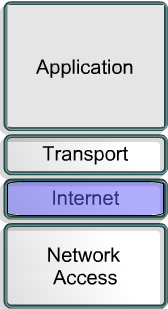 Application
Transport
Internet
Network
Access